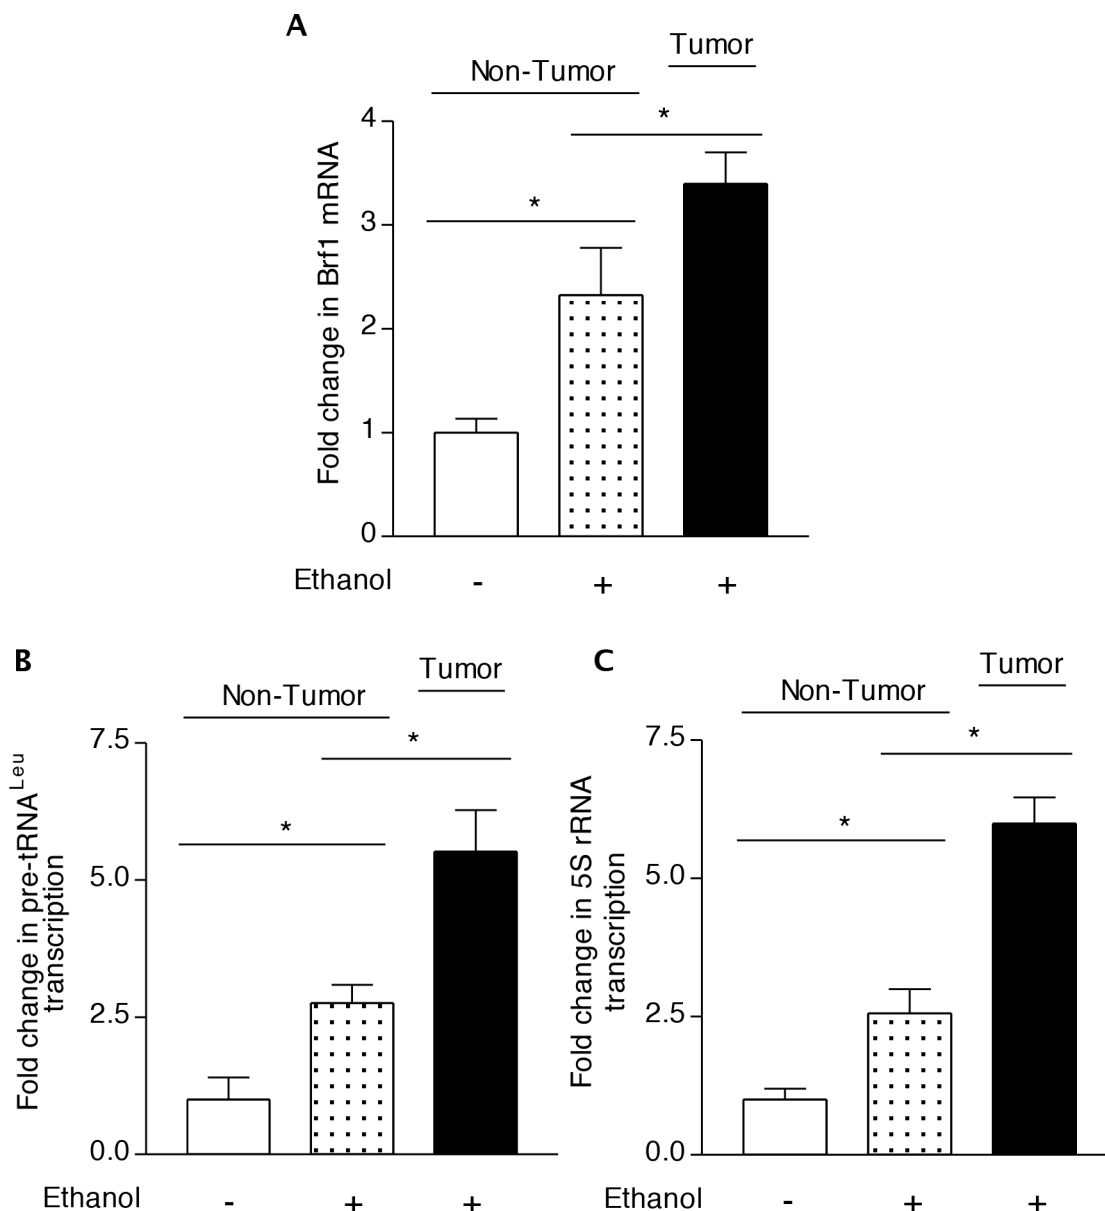 A
Tumor
Non-Tumor
*
*
4
3
2
1
0
Fold change in Brf1 mRNA
Ethanol - + +
B
Tumor
Non-Tumor
*
*
7.5
5.0
2.5
0.0
Fold change in pre-tRNA^Leu
transcription
Ethanol - + +
C
Tumor
Non-Tumor
*
*
7.5
5.0
2.5
0.0
Fold change in 5S rRNA
transcription
Ethanol - + +